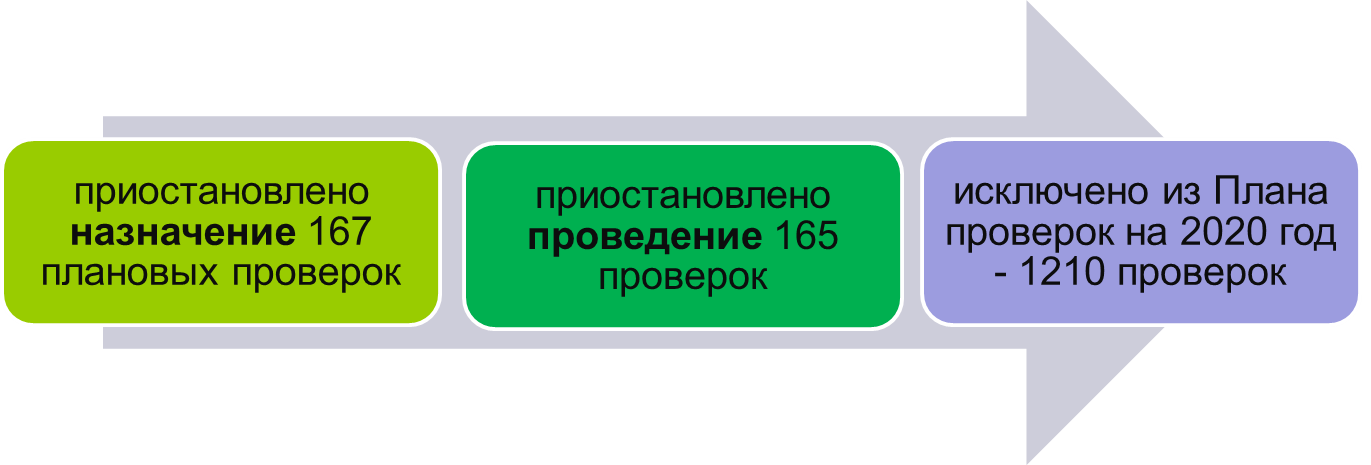 приостановлено
назначение 167
плановых проверок
приостановлено
проведение 165
проверок
исключено из Плана
проверок на 2020 год
- 1210 проверок